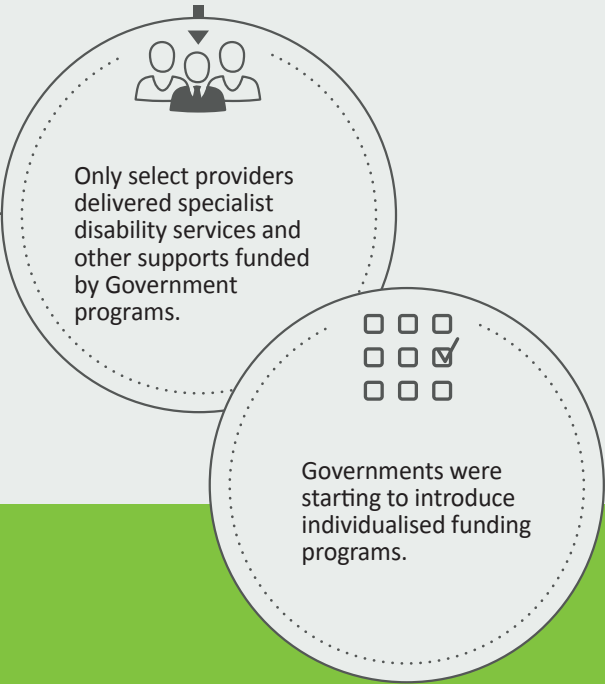 Only select providers
delivered specialist
disability services and
other supports funded
by Government
programs.
Governments were
starting to introduce
individualised funding
programs.